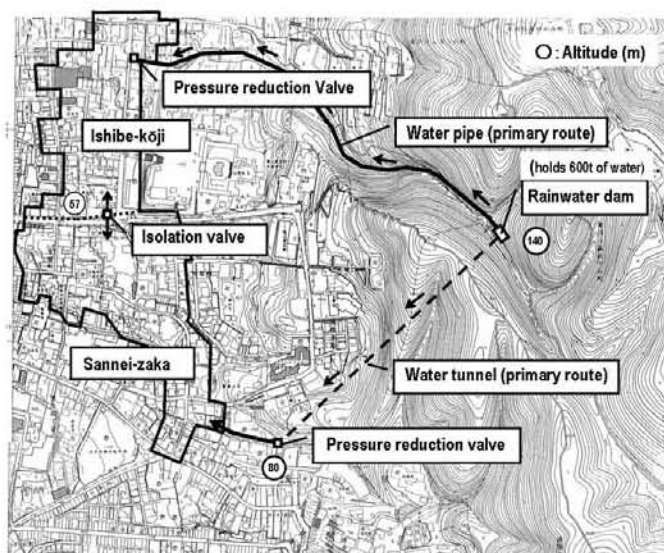 O: Altitude (m)
Pressure reduction Valve
Ishibe-kōji
Water pipe (primary route)
(holds 600t of water)
Rainwater dam
57
Isolation valve
140
Sannei-zaka
Water tunnel (primary route)
Pressure reduction valve
80